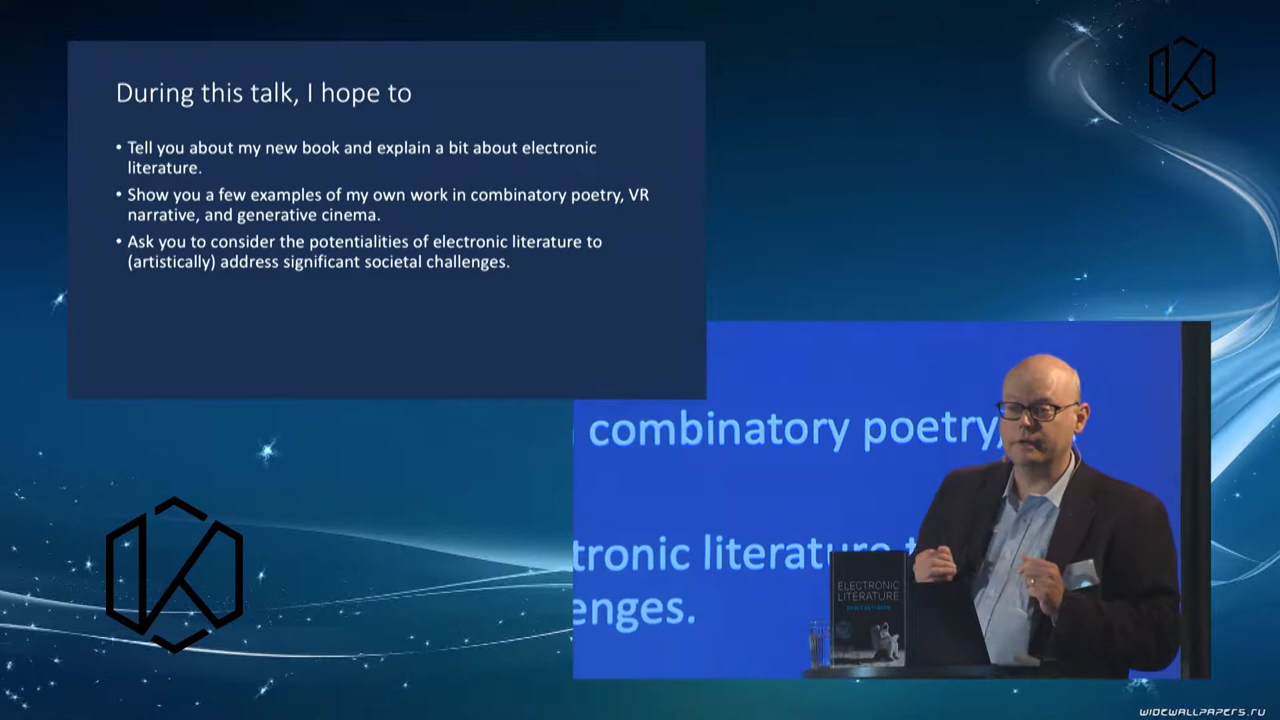 During this talk, I hope to
• Tell you about my new book and explain a bit about electronic
literature.
• Show you a few examples of my own work in combinatory poetry, VR
narrative, and generative cinema.
• Ask you to consider the potentialities of electronic literature to
(artistically) address significant societal challenges.
combinatory poetry,
tronic literature t
enges.
ELECTRONIC
LITERATURE
SCOTT RETTBERG
WIDEWALLPAPERS.RU